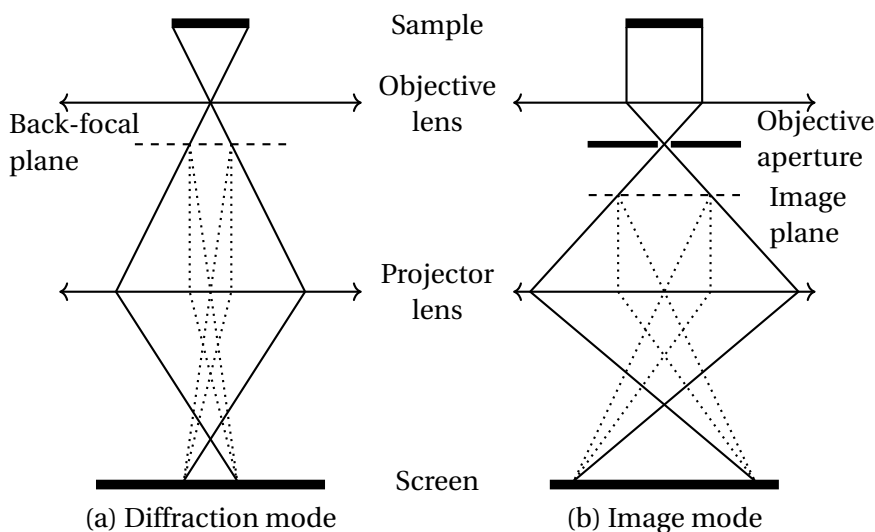 Sample
Objective
lens
Back-focal
plane
Objective
aperture
Image
plane
Projector
lens
Screen
(a) Diffraction mode
(b) Image mode